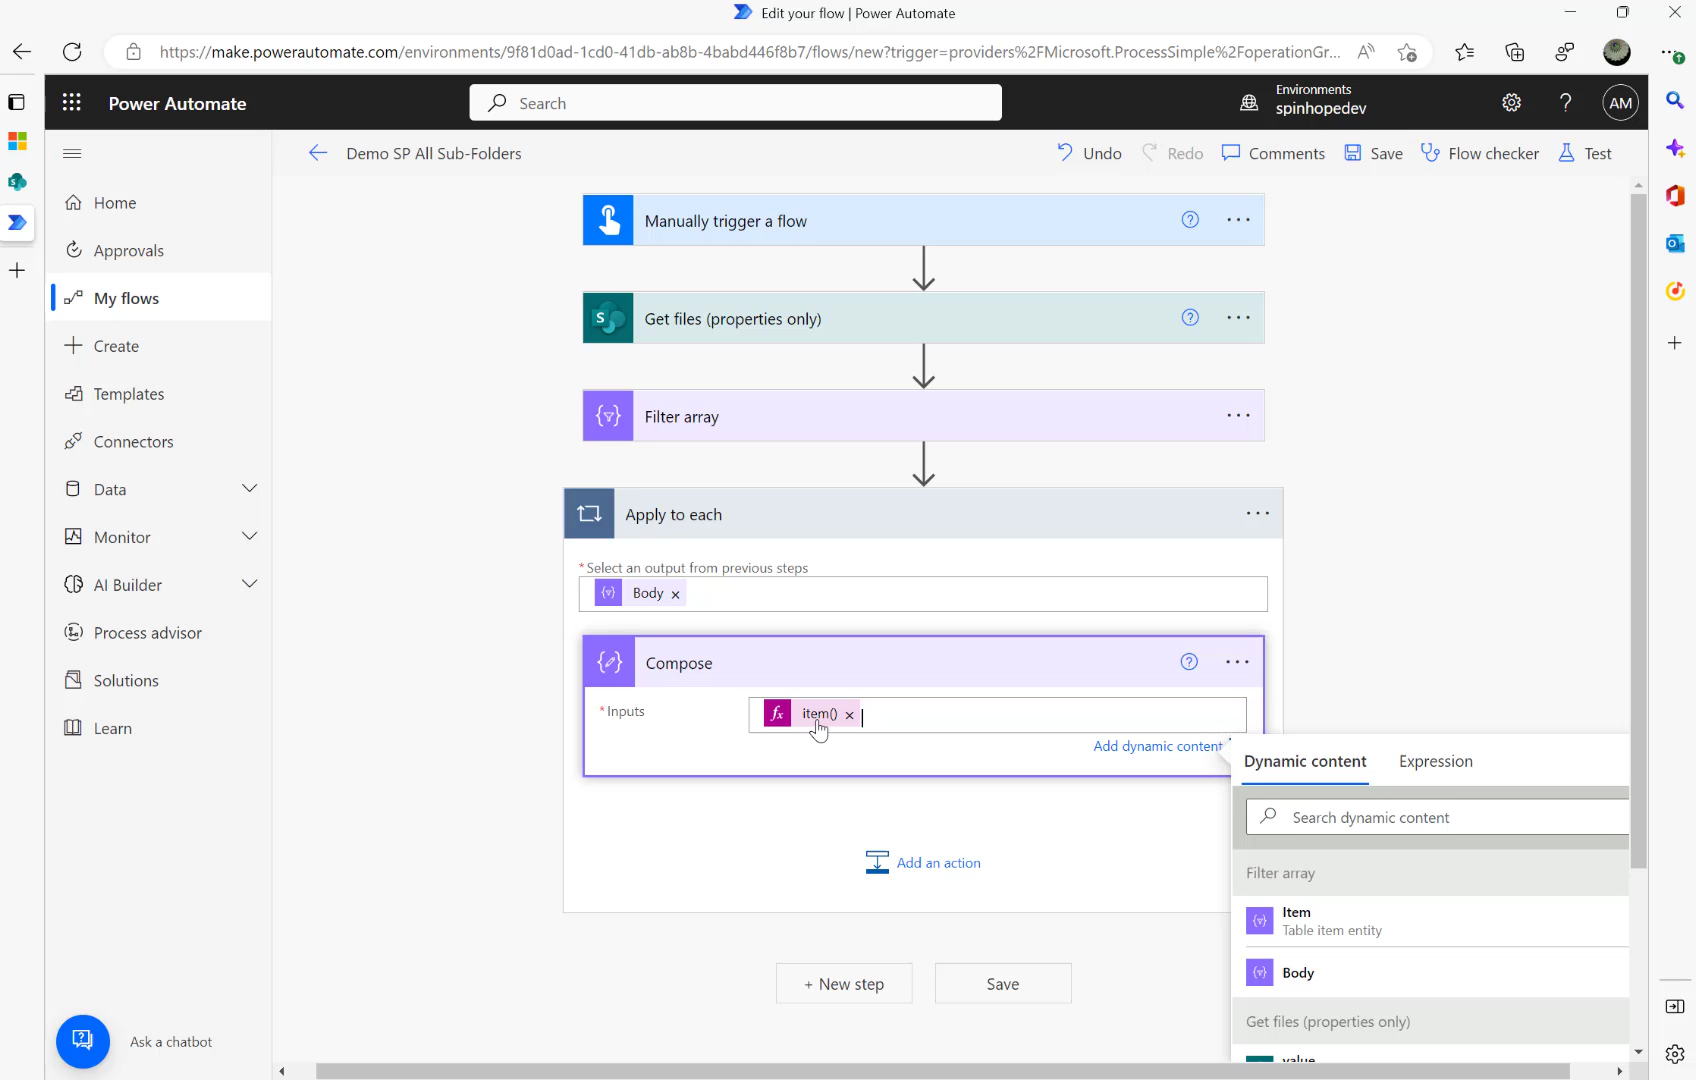 Edit your flow | Power Automate
https://make.powerautomate.com/environments/9f81d0ad-1cd0-41db-ab8b-4babd446f8b7/flows/new?trigger=providers%2FMicrosoft.ProcessSimple%2FoperationGr...
Power Automate
Search
Environments
spinhopedev
AM
Demo SP All Sub-Folders
Undo
Redo
Comments
Save
Flow checker
Test
Home
Approvals
My flows
Create
Templates
Connectors
Data
Monitor
AI Builder
Process advisor
Solutions
Learn
Ask a chatbot
Manually trigger a flow
Get files (properties only)
Filter array
Apply to each
* Select an output from previous steps
Body
Compose
* Inputs
item()
Add dynamic content
Add an action
+ New step
Save
Dynamic content
Expression
Search dynamic content
Filter array
Item
Table item entity
Body
Get files (properties only)
value